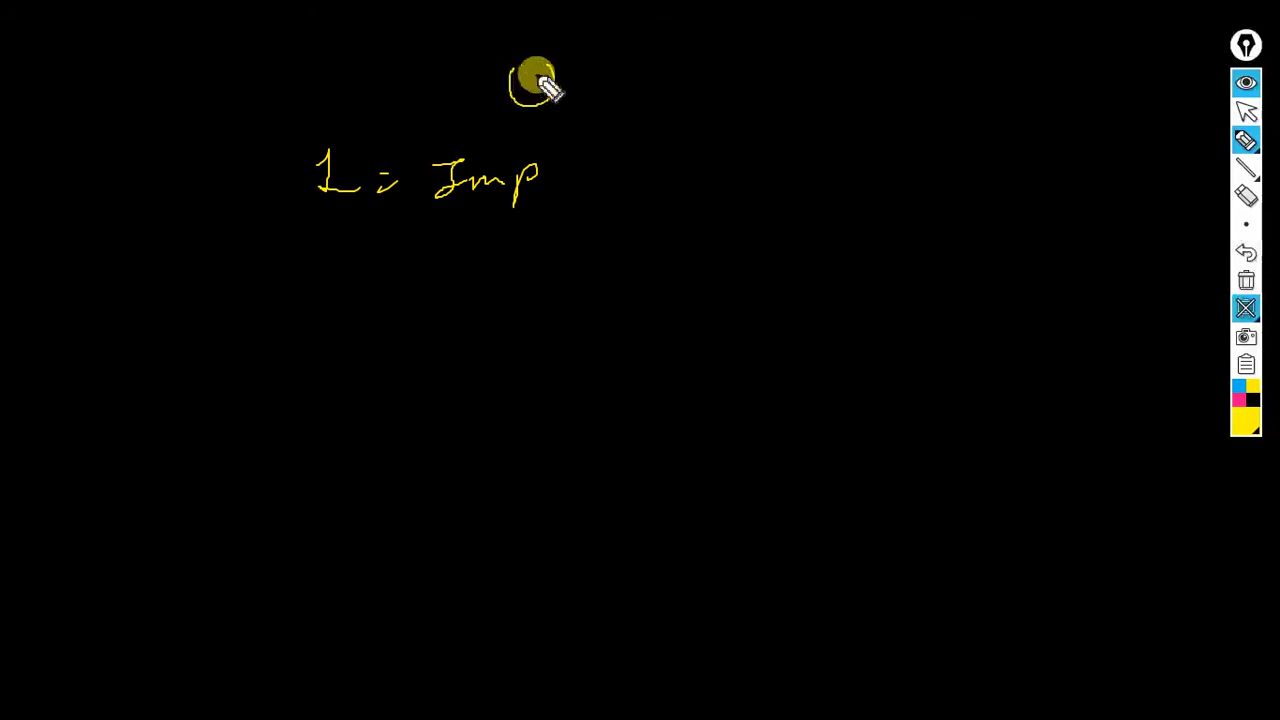 1 = Imp